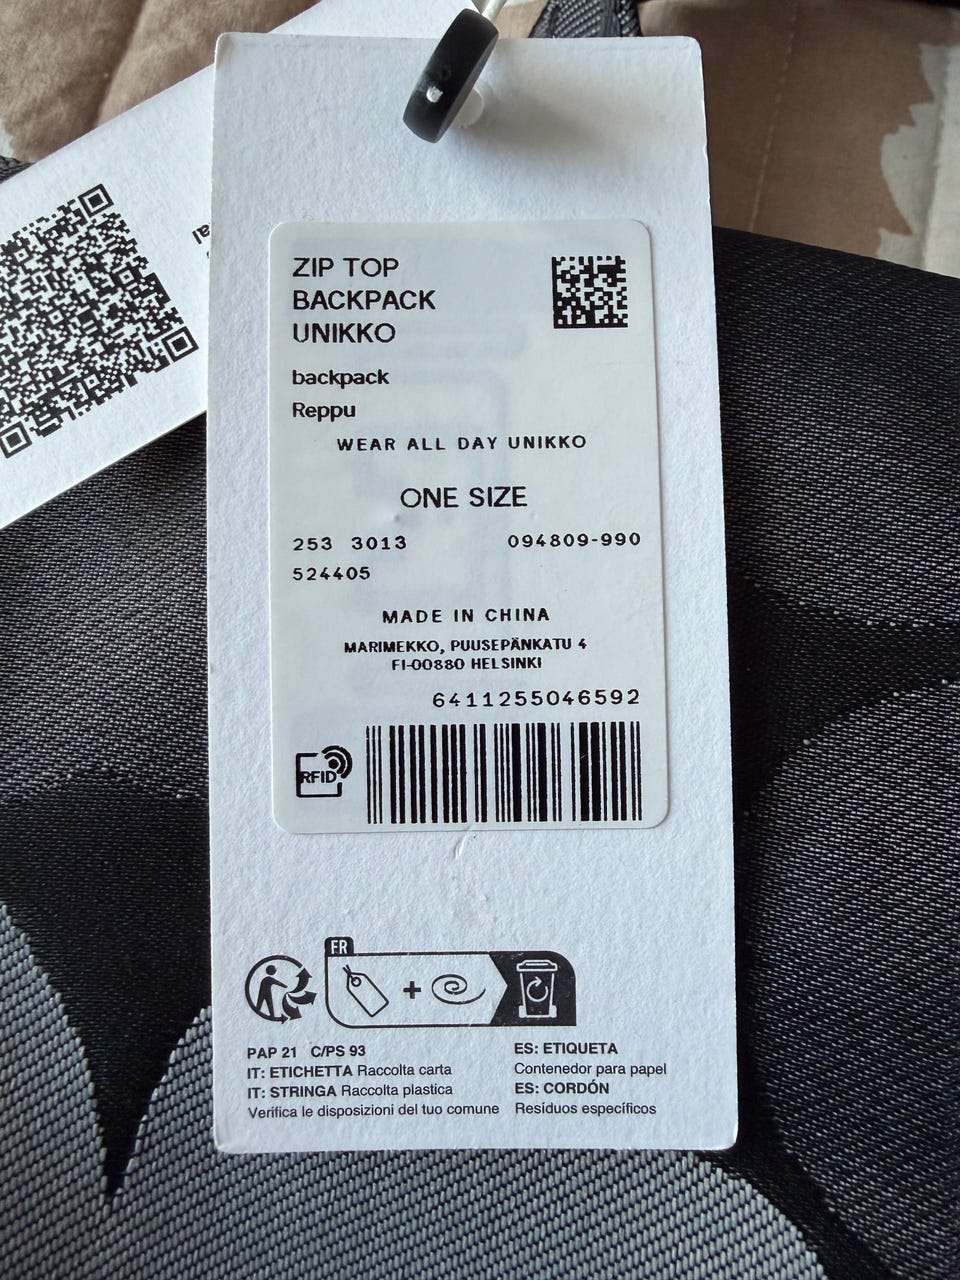 ZIP TOP
BACKPACK
UNIKKO
backpack
Reppu
WEAR ALL DAY UNIKKO
ONE SIZE
253 3013 094809-990
524405
MADE IN CHINA
MARIMEKKO, PUUSEPÄNKATU 4
FI-00880 HELSINKI
6411255046592
RFID
FR
+
PAP 21 C/PS 93
IT: ETICHETTA Raccolta carta
IT: STRINGA Raccolta plastica
Verifica le disposizioni del tuo comune
ES: ETIQUETA
Contenedor para papel
ES: CORDÓN
Resíduos específicos